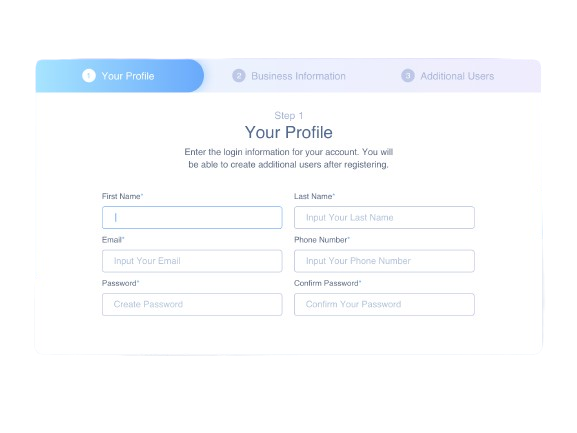 1 Your Profile
2 Business Information
3 Additional Users
Step 1
Your Profile
Enter the login information for your account. You will
be able to create additional users after registering.
First Name*
Last Name*
Input Your Last Name
Email*
Phone Number*
Input Your Email
Input Your Phone Number
Password*
Confirm Password*
Create Password
Confirm Your Password